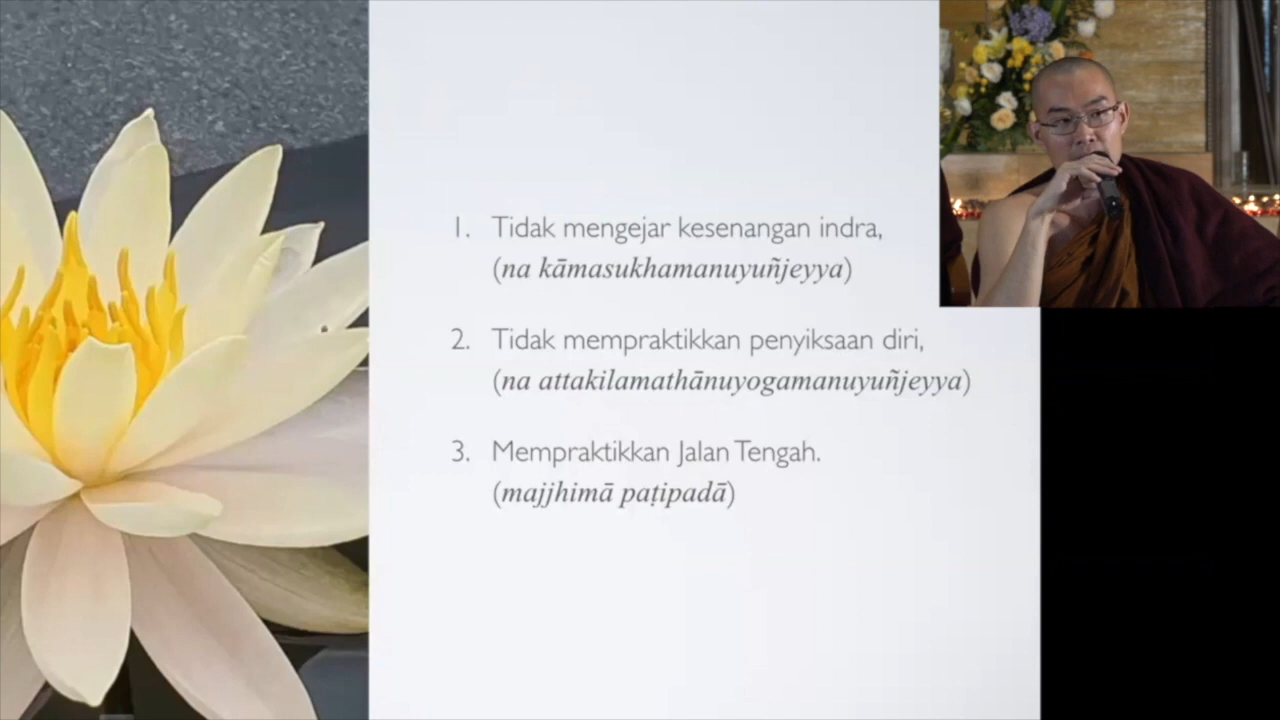 1. Tidak mengejar kesenangan indra,
(na kāmasukhamanuyuñjeyya)
2. Tidak mempraktikkan penyiksaan diri,
(na attakilamathānuyogamanuyuñjeyya)
3. Mempraktikkan Jalan Tengah.
(majjhimā paṭipadā)